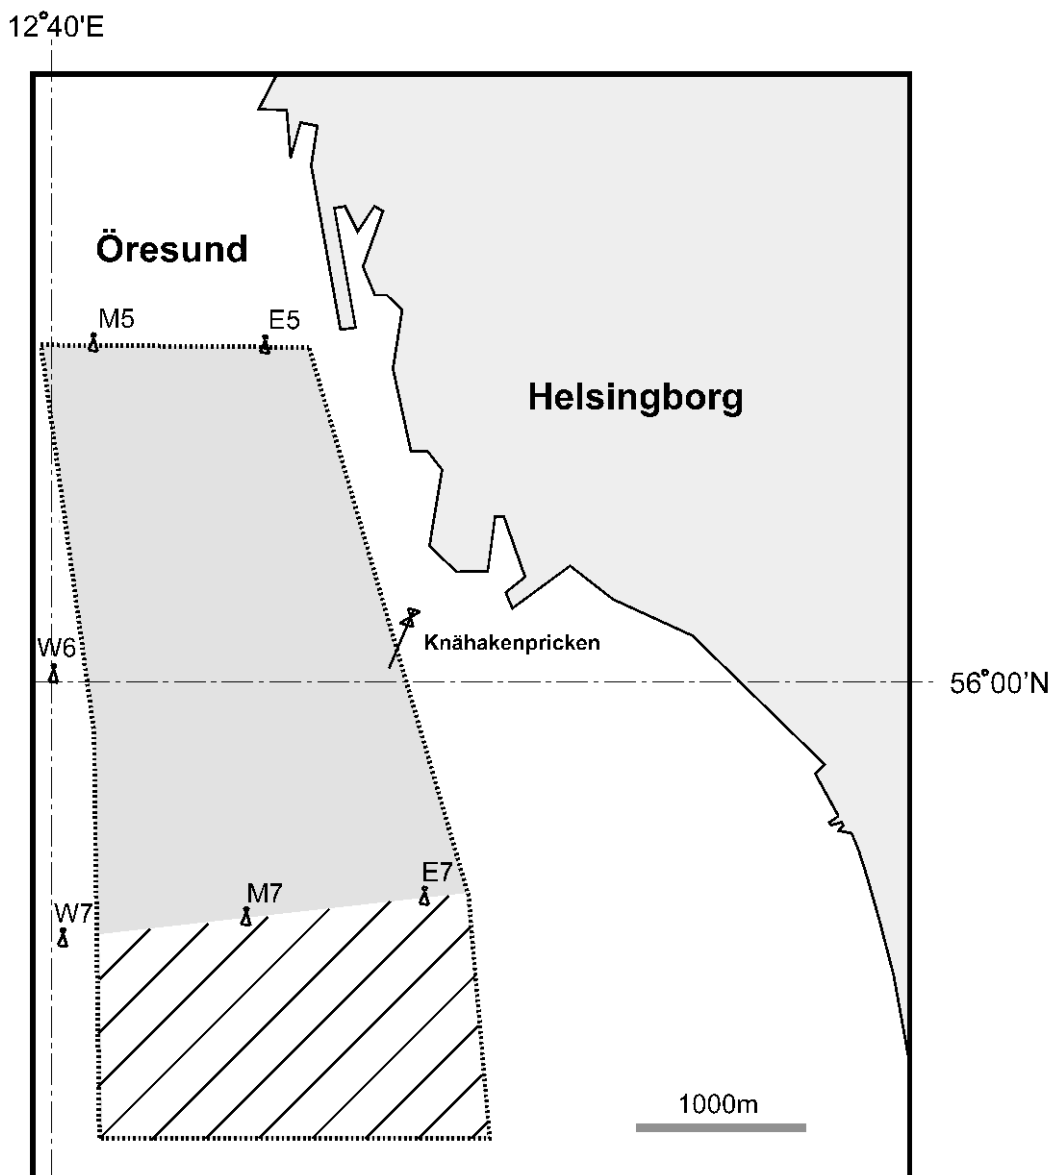 12°40'E
Öresund
M5
E5
Helsingborg
W6
Knähakenpricken
56°00'N
E7
M7
W7
1000m